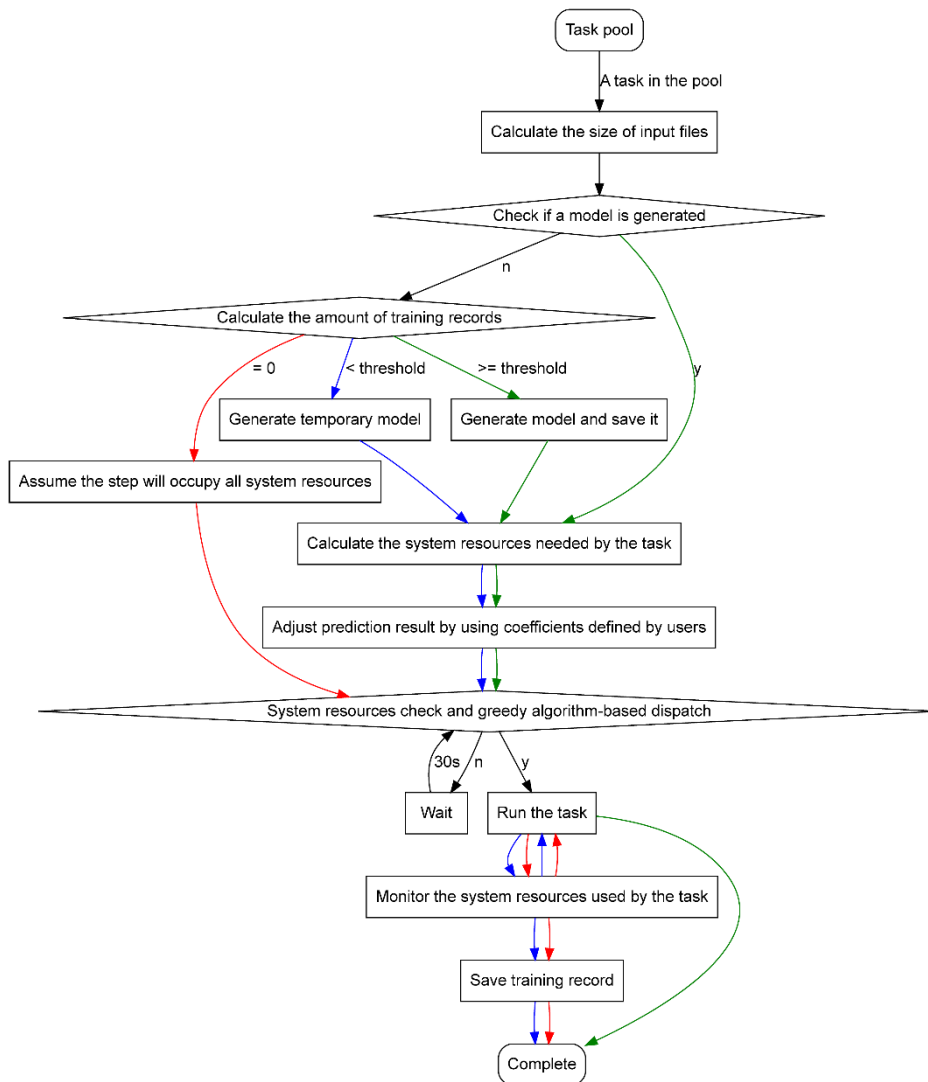 Task pool
A task in the pool
Calculate the size of input files
Check if a model is generated
n
Calculate the amount of training records
y
= 0
< threshold
>= threshold
Generate temporary model
Generate model and save it
Assume the step will occupy all system resources
Calculate the system resources needed by the task
Adjust prediction result by using coefficients defined by users
System resources check and greedy algorithm-based dispatch
30s
n
y
Wait
Run the task
Monitor the system resources used by the task
Save training record
Complete